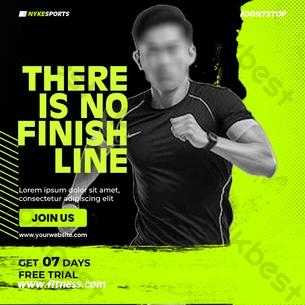 NYKESPORTS
#DONTSTOP
THERE
IS NO
FINISH
LINE
Lorem ipsum dolor sit amet,
consectetur adipiscing elit
JOIN US
www.yourwebsite.com
GET 07 DAYS
FREE TRIAL
www.fitness.com